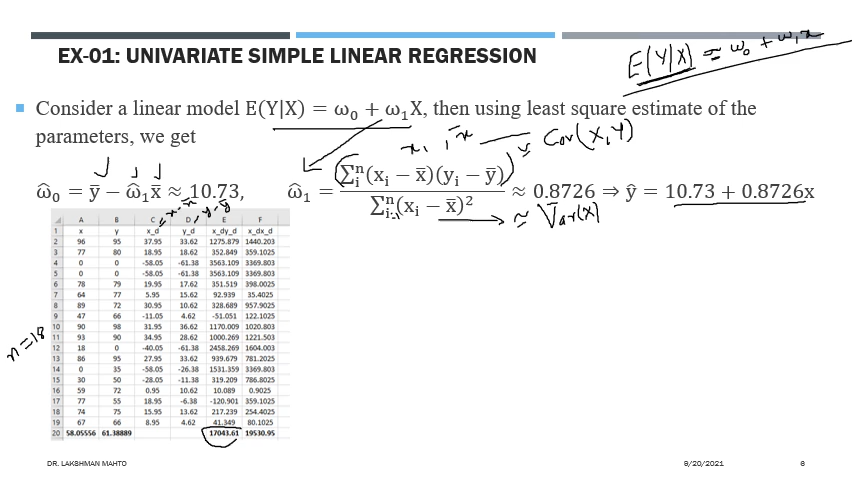 EX-01: UNIVARIATE SIMPLE LINEAR REGRESSION
E(Y|X) ≈ ω₀ + ω₁x
Consider a linear model E(Y|X) = ω₀ + ω₁X, then using least square estimate of the
parameters, we get
x, , x̄ Cov(X,Y)
ω̂₀ = ȳ − ω̂₁x̄ ≈ 10.73, ω̂₁ = ∑ᵢⁿ(xᵢ − x̄)(yᵢ − ȳ) / ∑ᵢⁿ(xᵢ − x̄)² ≈ 0.8726 ⇒ ŷ = 10.73 + 0.8726x
≈ Var(X)
= x-x̄ y-ȳ
A B C D E F
1 x y x_d y_d x_dy_d x_dx_d
2 96 95 37.95 33.62 1275.879 1440.203
3 77 80 18.95 18.62 352.849 359.1025
4 0 0 -58.05 -61.38 3563.109 3369.803
5 0 0 -58.05 -61.38 3563.109 3369.803
6 78 79 19.95 17.62 351.519 398.0025
7 64 77 5.95 15.62 92.939 35.4025
8 89 72 30.95 10.62 328.689 957.9025
9 47 66 -11.05 4.62 -51.051 122.1025
10 90 98 31.95 36.62 1170.009 1020.803
11 93 90 34.95 28.62 1000.269 1221.503
12 18 0 -40.05 -61.38 2458.269 1604.003
13 86 95 27.95 33.62 939.679 781.2025
14 0 35 -58.05 -26.38 1531.359 3369.803
15 30 50 -28.05 -11.38 319.209 786.8025
16 59 72 0.95 10.62 10.089 0.9025
17 77 55 18.95 -6.38 -120.901 359.1025
18 74 75 15.95 13.62 217.239 254.4025
19 67 66 8.95 4.62 41.349 80.1025
20 58.05556 61.38889 17043.61 19530.95
n=18
DR. LAKSHMAN MAHTO 9/20/2021 6